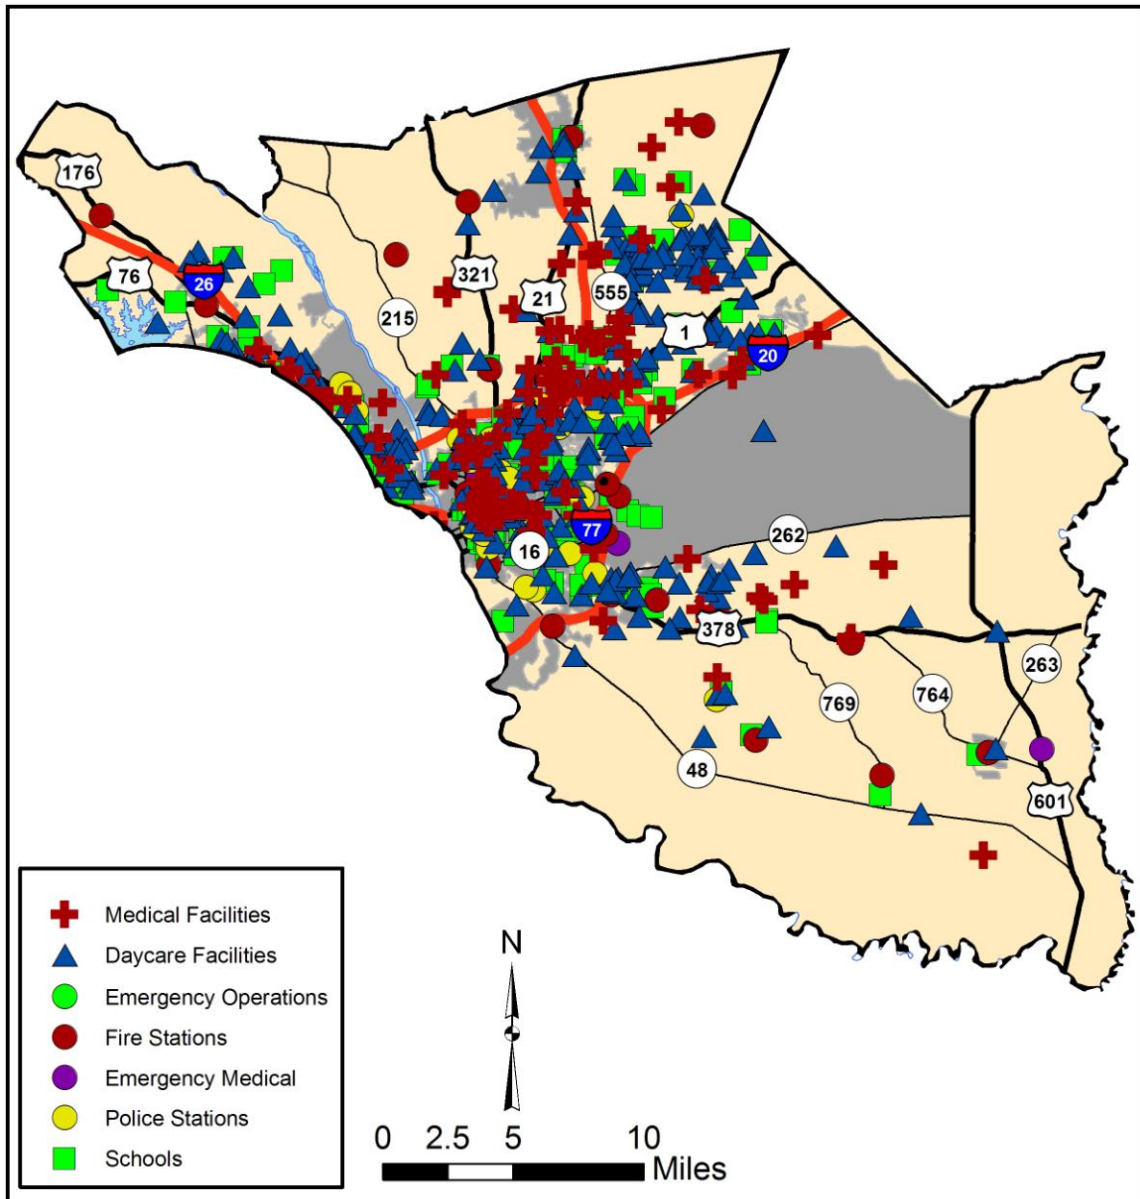 176
76
26
321
21
555
215
1
20
77
16
262
378
263
769
764
48
601
Medical Facilities
Daycare Facilities
Emergency Operations
Fire Stations
Emergency Medical
Police Stations
Schools
N
0 2.5 5 10
Miles